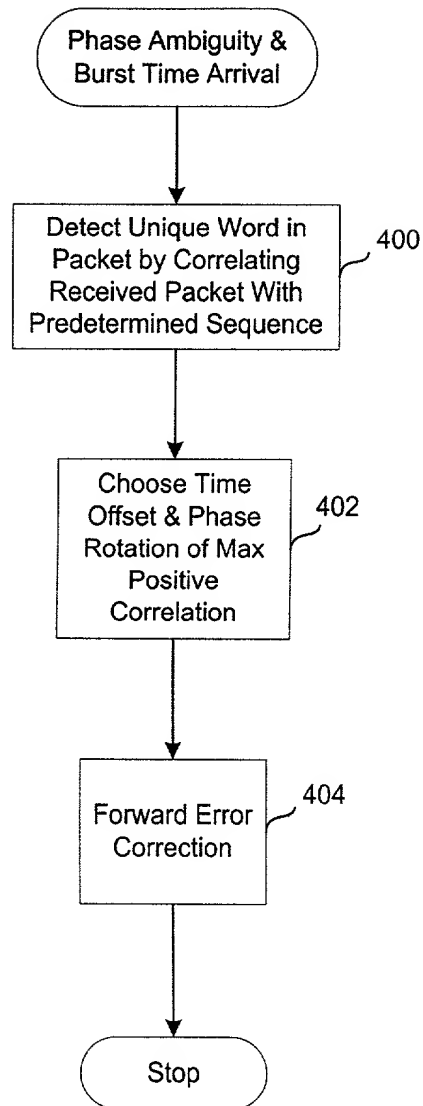 Phase Ambiguity &
Burst Time Arrival
Detect Unique Word in
Packet by Correlating
Received Packet With
Predetermined Sequence
400
Choose Time
Offset & Phase
Rotation of Max
Positive
Correlation
402
Forward Error
Correction
404
Stop